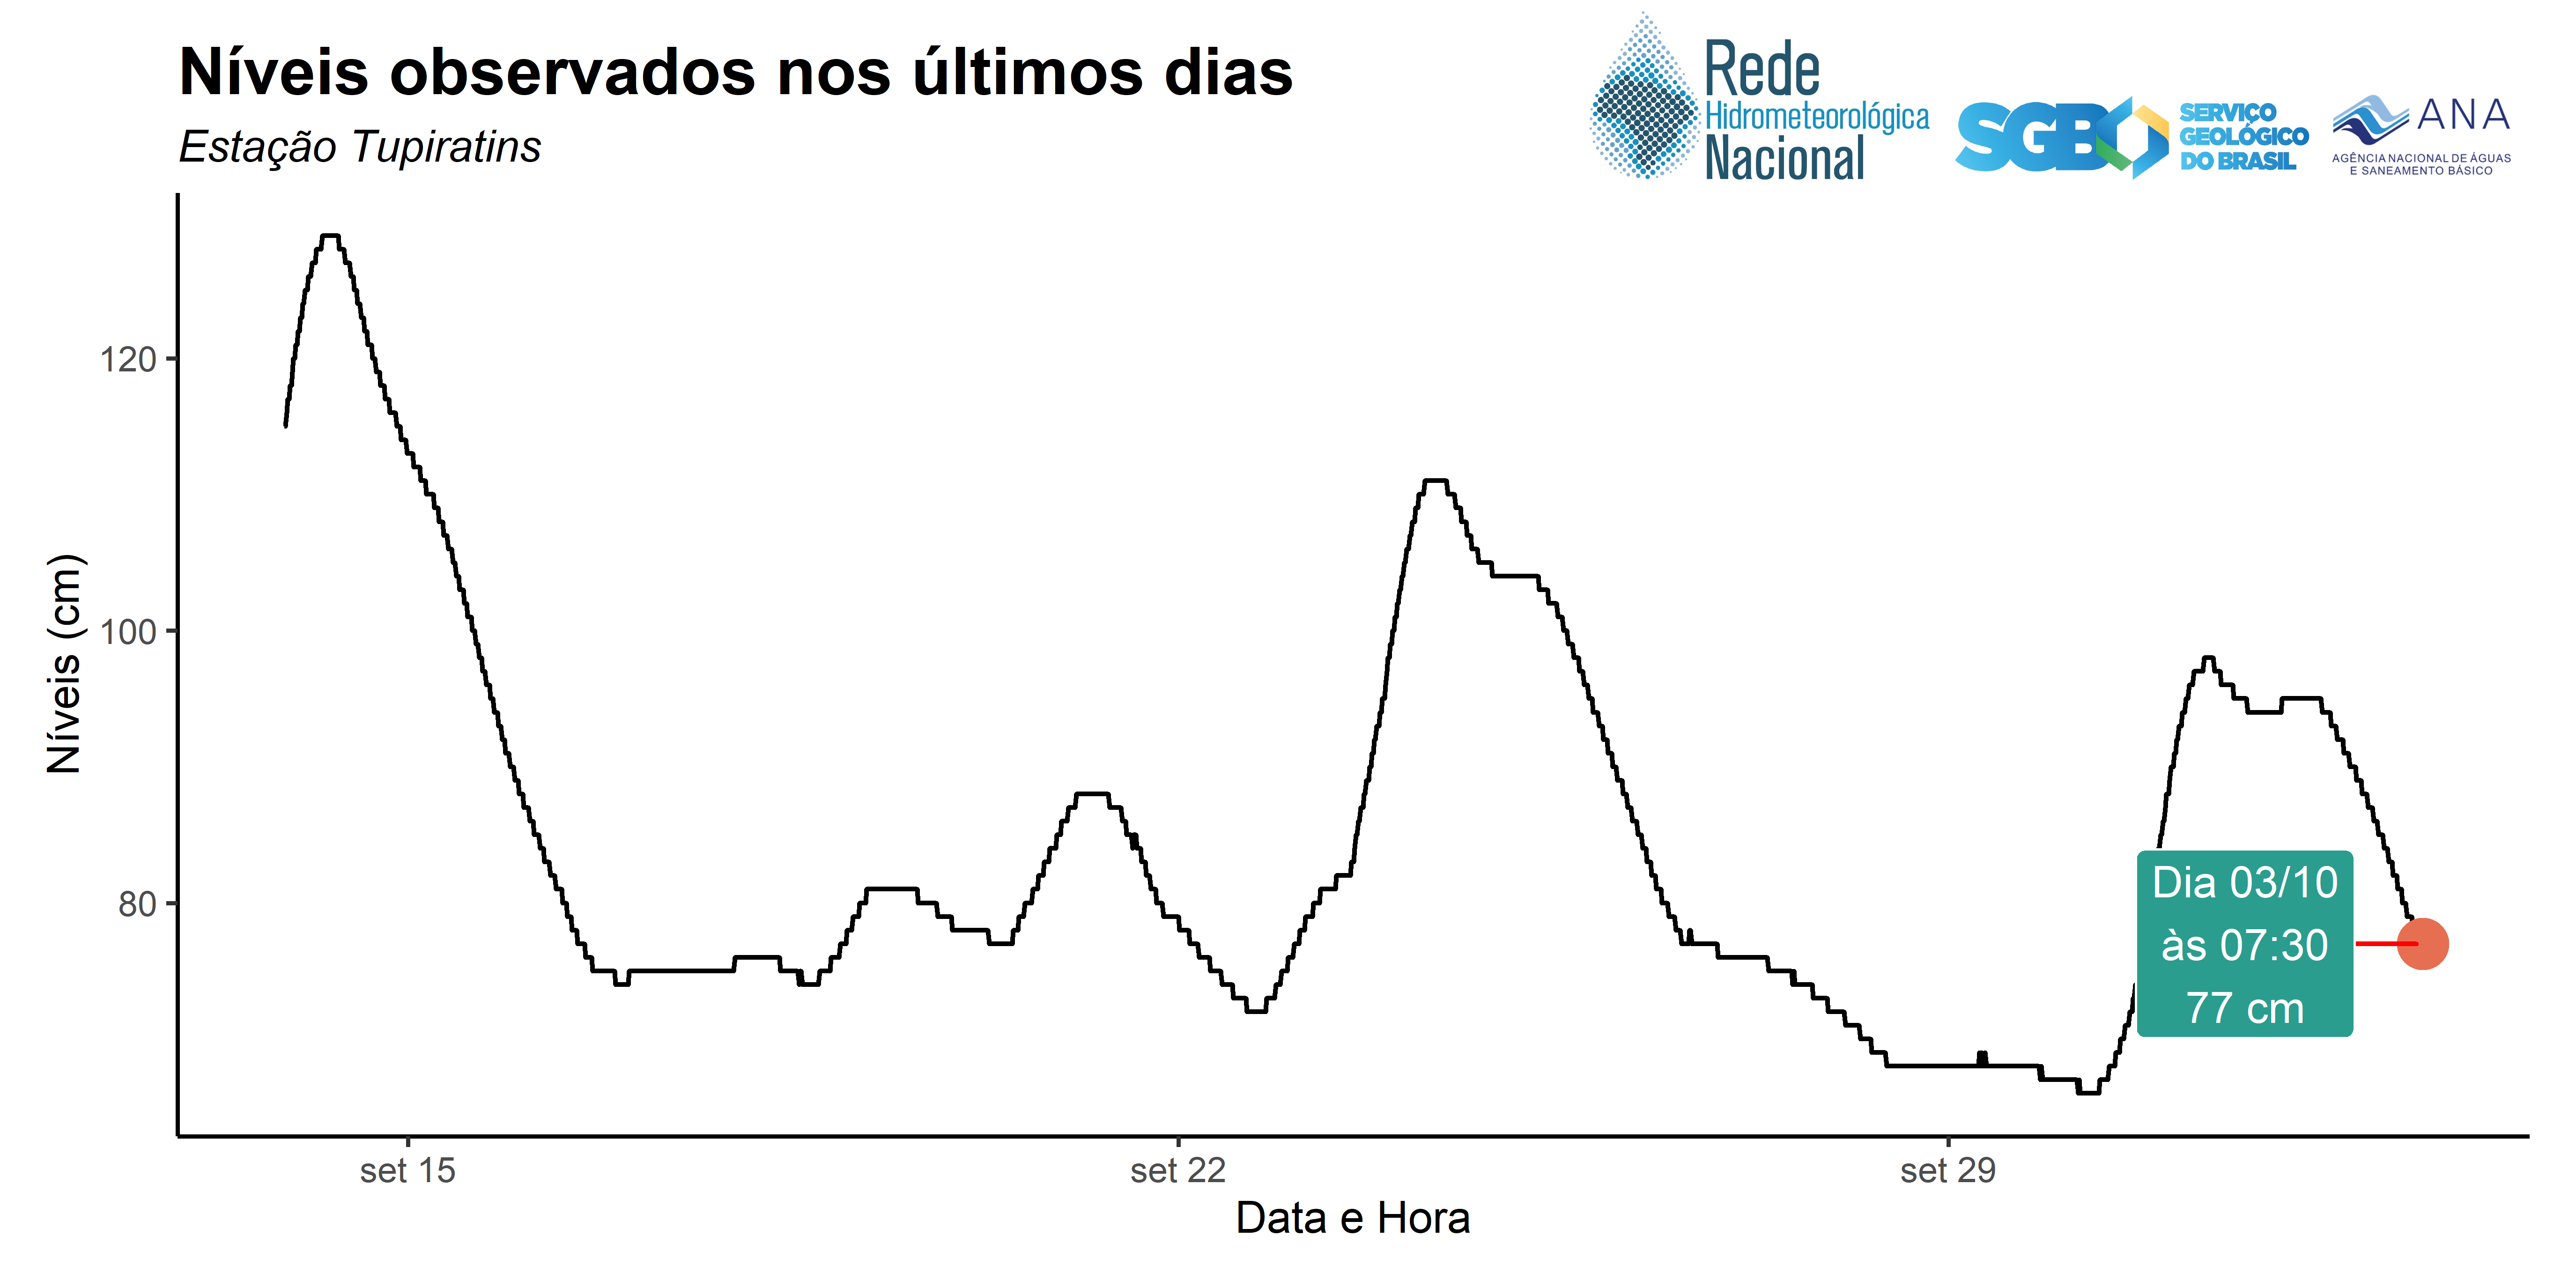 Níveis observados nos últimos dias
Estação Tupiratins
Rede
Hidrometeorológica
Nacional
SGB
SERVIÇO
GEOLÓGICO
DO BRASIL
ANA
AGÊNCIA NACIONAL DE ÁGUAS
E SANEAMENTO BÁSICO
Níveis (cm)
120
100
80
Dia 03/10
às 07:30
77 cm
set 15
set 22
set 29
Data e Hora